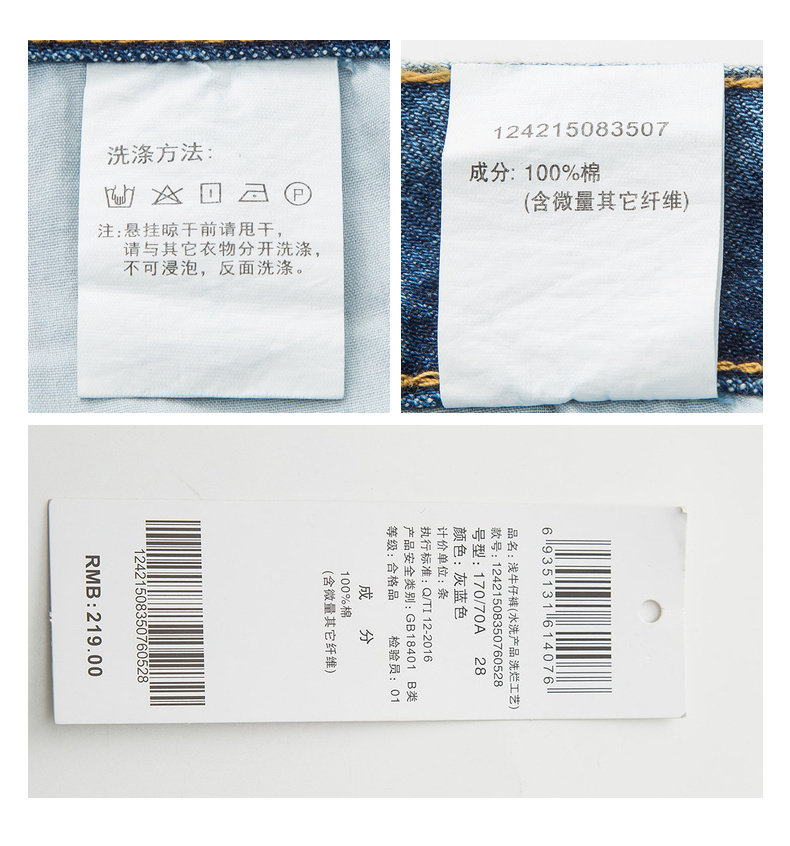 洗涤方法：
P
注：悬挂晾干前请甩干，
请与其它衣物分开洗涤，
不可浸泡，反面洗涤。
124215083507
成分：100%棉
(含微量其它纤维)
6 935131 614076
品名：浅牛仔裤(水洗产品 洗烂工艺)
款号：12421508350760528
号型：170/70A 28
颜色：灰蓝色
计价单位：条
执行标准：Q/TI 12-2016
产品安全类别：GB18401 B类
等级：合格品 检验员：01
成 分
100%棉
(含微量其它纤维)
12421508350760528
RMB:219.00